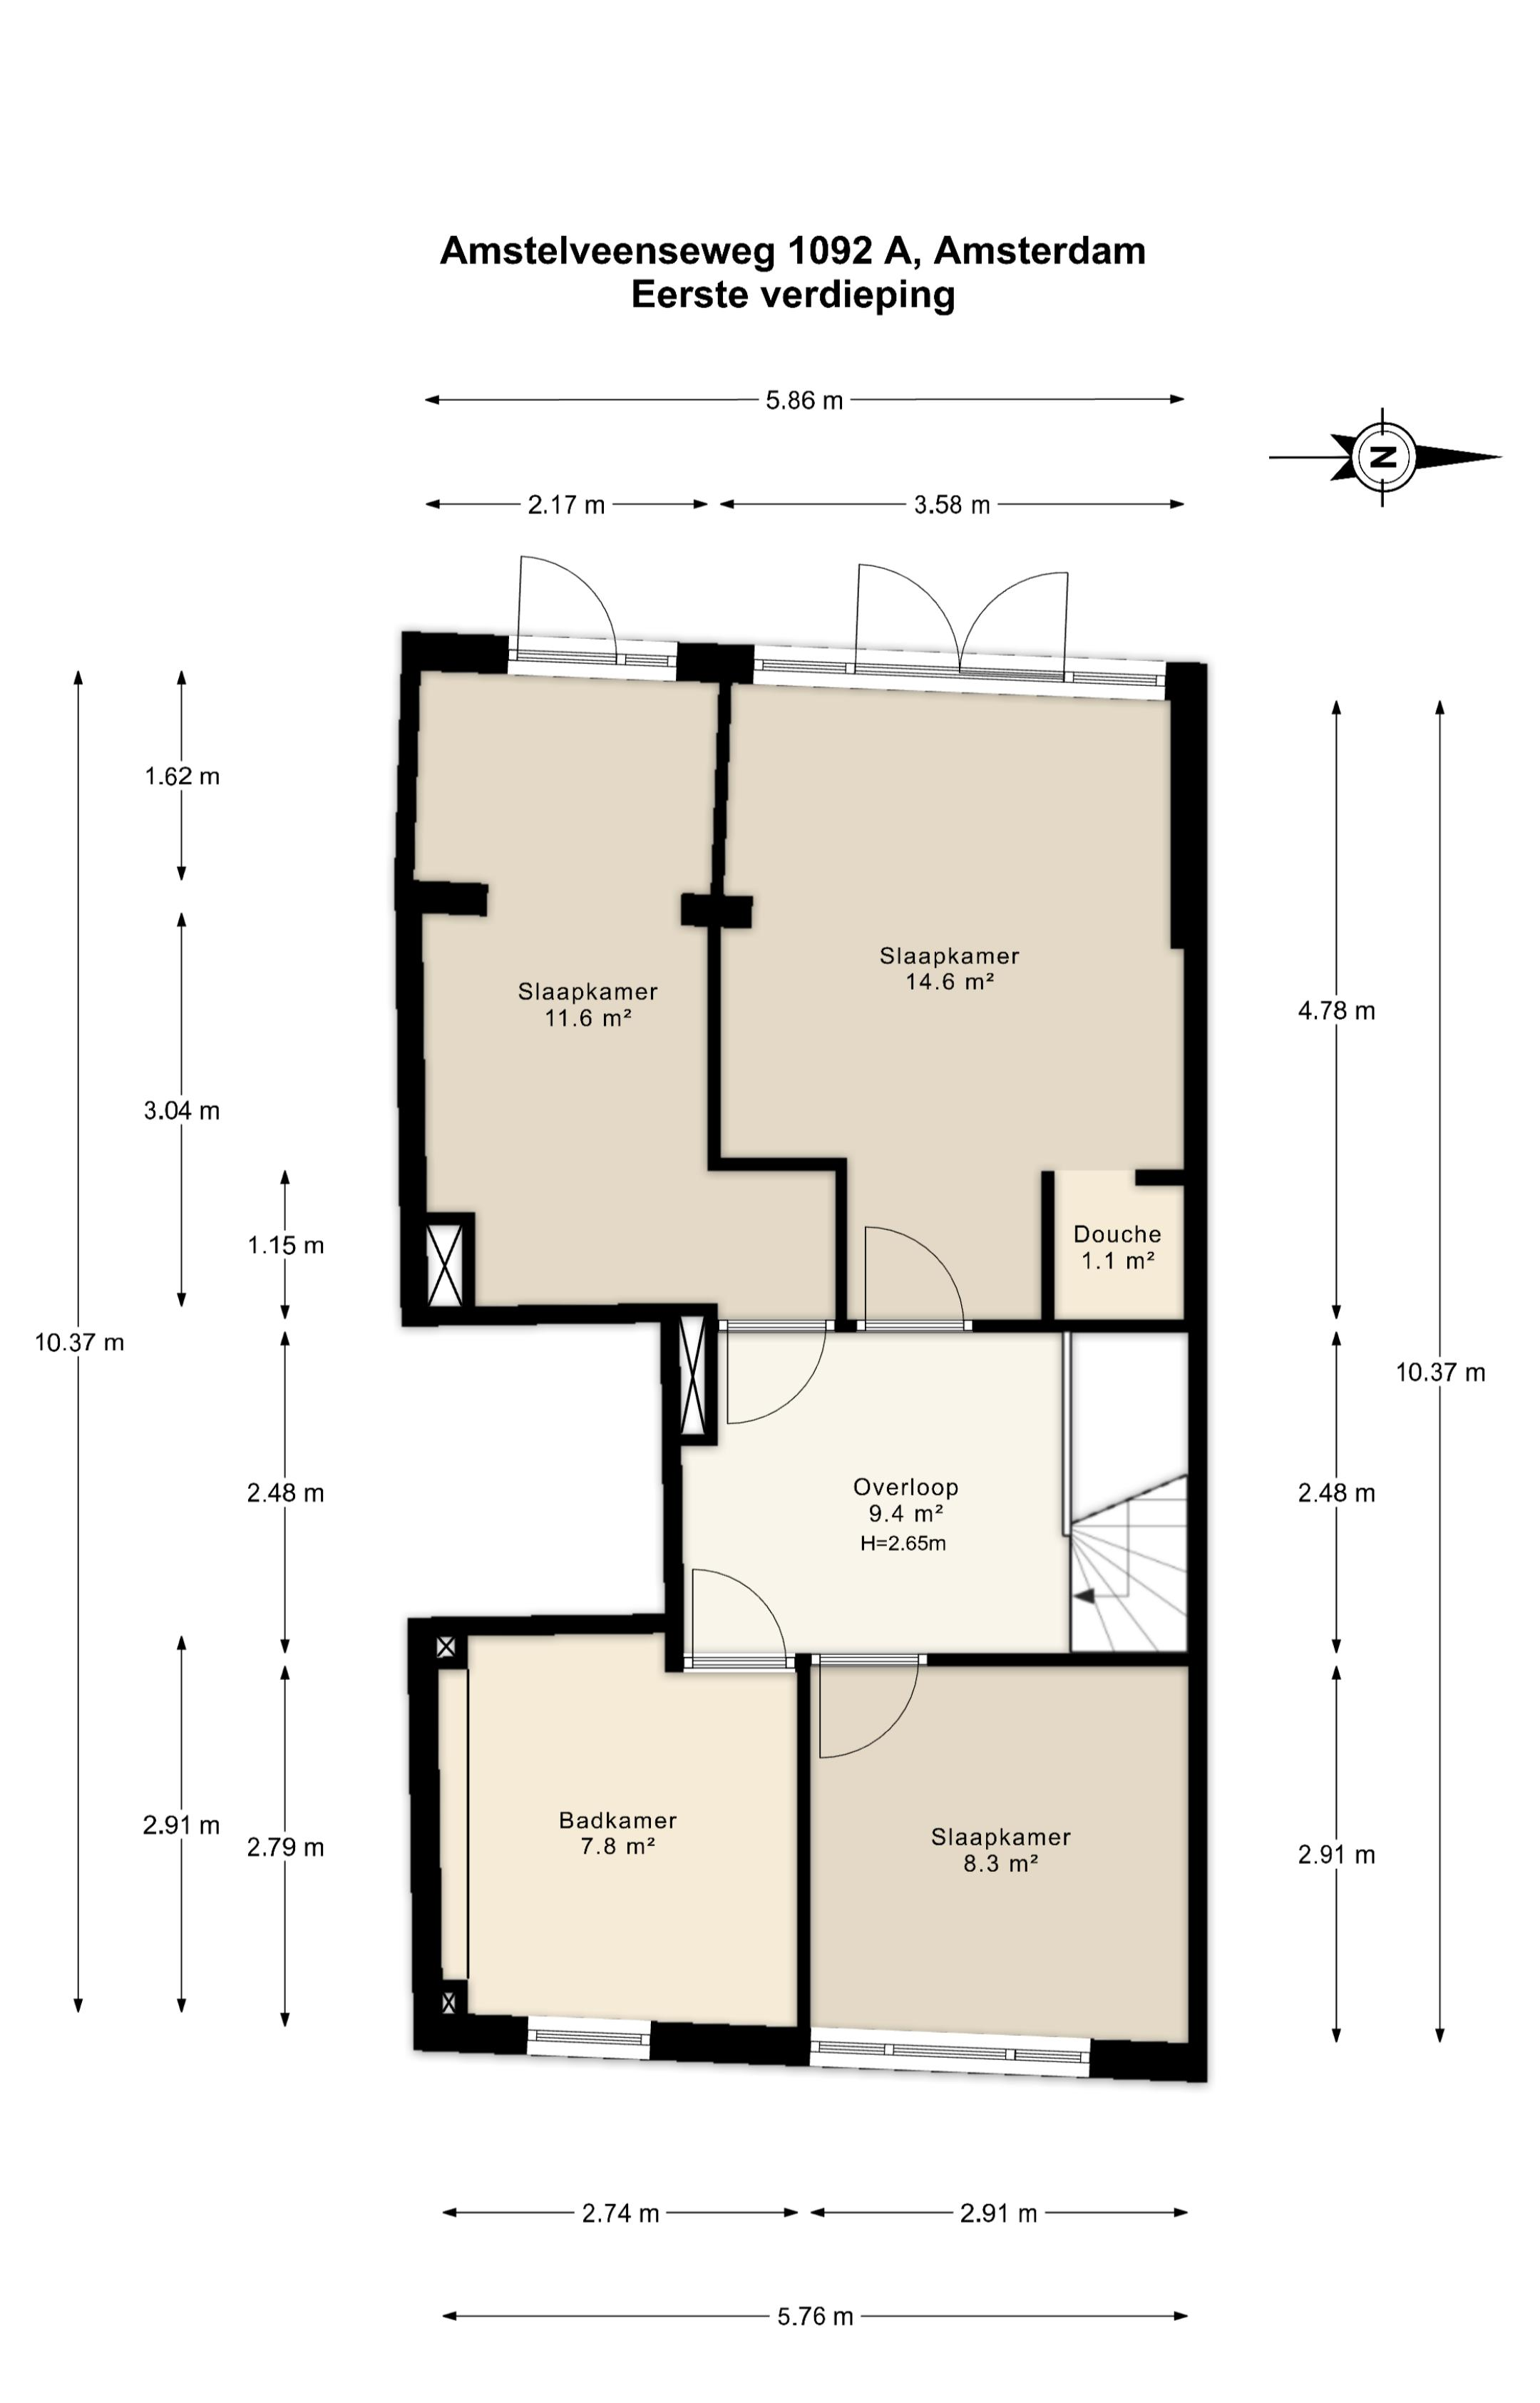 Amstelveenseweg 1092 A, Amsterdam
Eerste verdieping
5.86 m
N
2.17 m
3.58 m
1.62 m
Slaapkamer
14.6 m²
Slaapkamer
11.6 m²
4.78 m
3.04 m
Douche
1.1 m²
1.15 m
10.37 m
10.37 m
Overloop
9.4 m²
H=2.65m
2.48 m
2.48 m
Badkamer
7.8 m²
Slaapkamer
8.3 m²
2.91 m
2.79 m
2.91 m
2.74 m
2.91 m
5.76 m